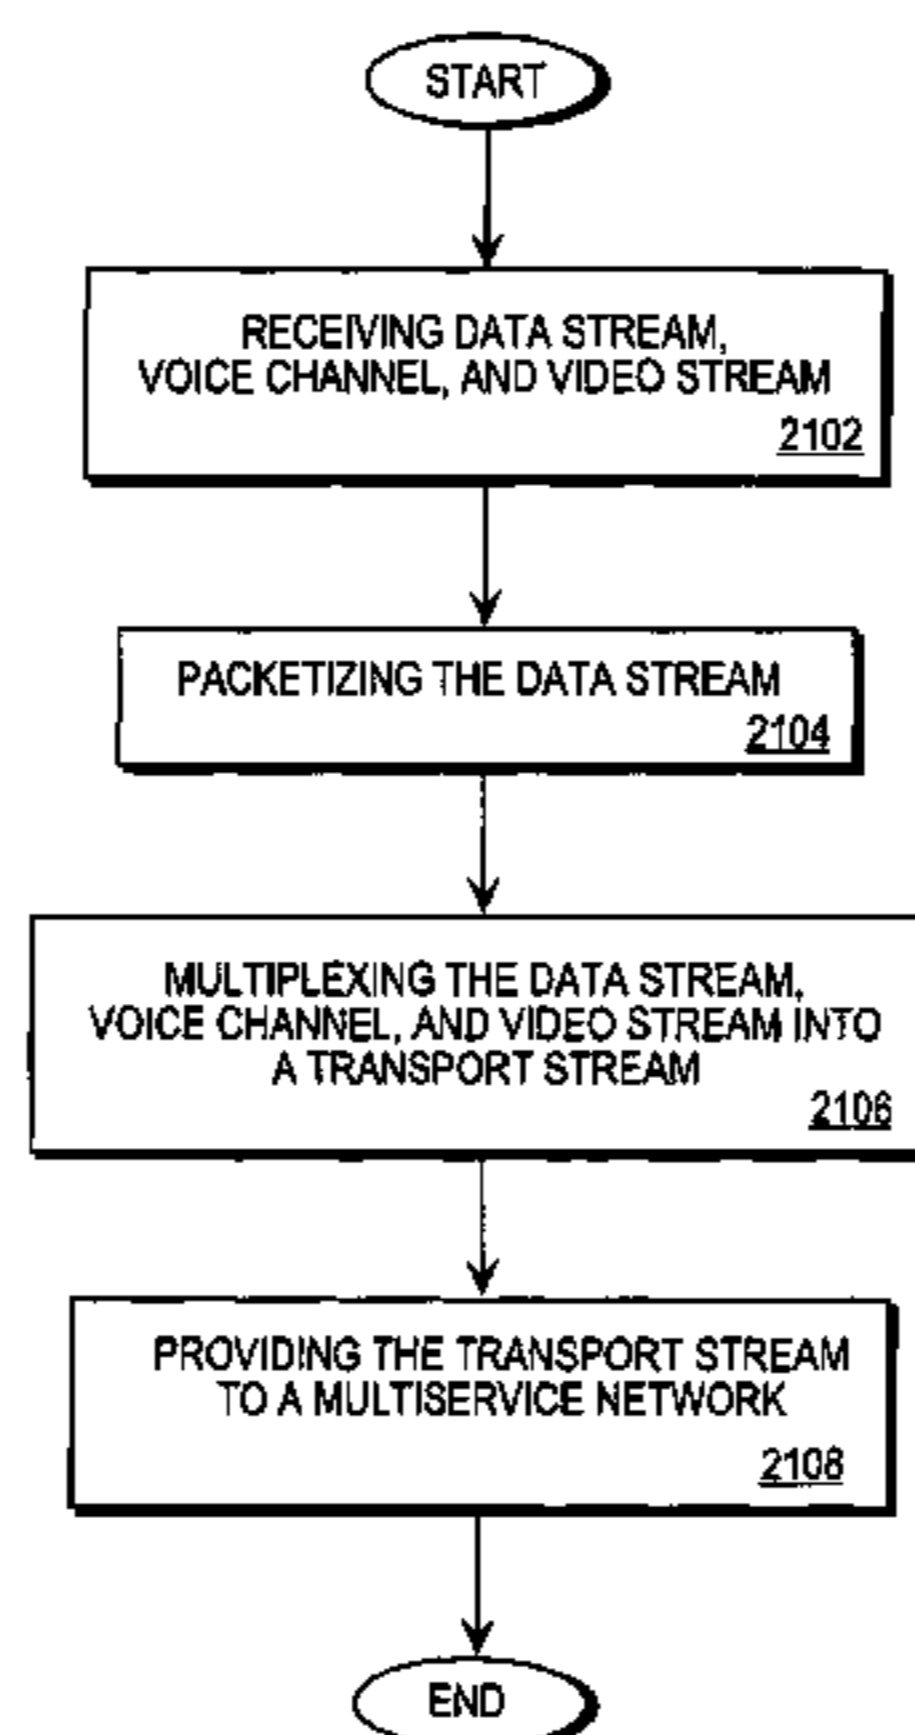 START
RECEIVING DATA STREAM,
VOICE CHANNEL, AND VIDEO STREAM
2102
PACKETIZING THE DATA STREAM
2104
MULTIPLEXING THE DATA STREAM,
VOICE CHANNEL, AND VIDEO STREAM INTO
A TRANSPORT STREAM
2106
PROVIDING THE TRANSPORT STREAM
TO A MULTISERVICE NETWORK
2108
END